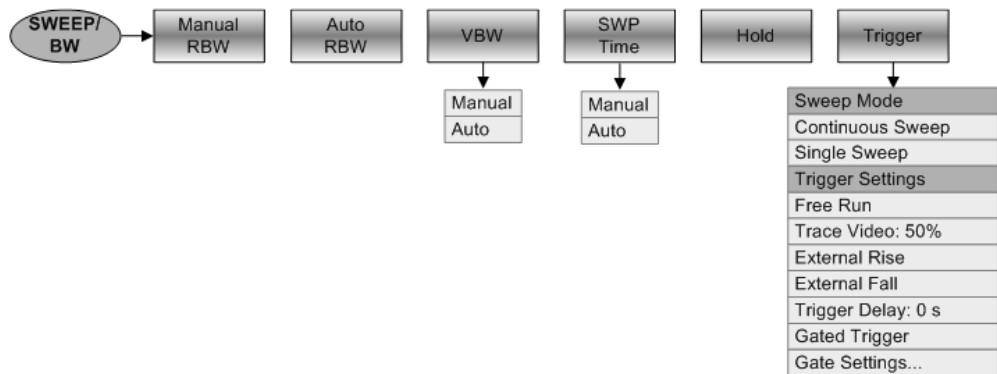 SWEEP/
BW
Manual
RBW
Auto
RBW
VBW
SWP
Time
Hold
Trigger
Manual
Auto
Manual
Auto
Sweep Mode
Continuous Sweep
Single Sweep
Trigger Settings
Free Run
Trace Video: 50%
External Rise
External Fall
Trigger Delay: 0 s
Gated Trigger
Gate Settings...